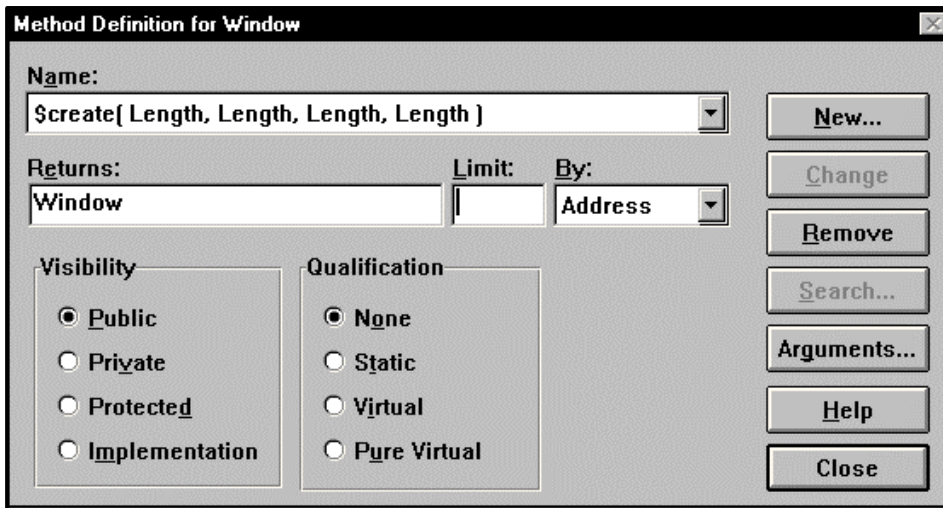 Method Definition for Window
Name:
$create( Length, Length, Length, Length )
Returns:
Limit:
By:
Window
Address
Visibility
Public
Private
Protected
Implementation
Qualification
None
Static
Virtual
Pure Virtual
New...
Change
Remove
Search...
Arguments...
Help
Close